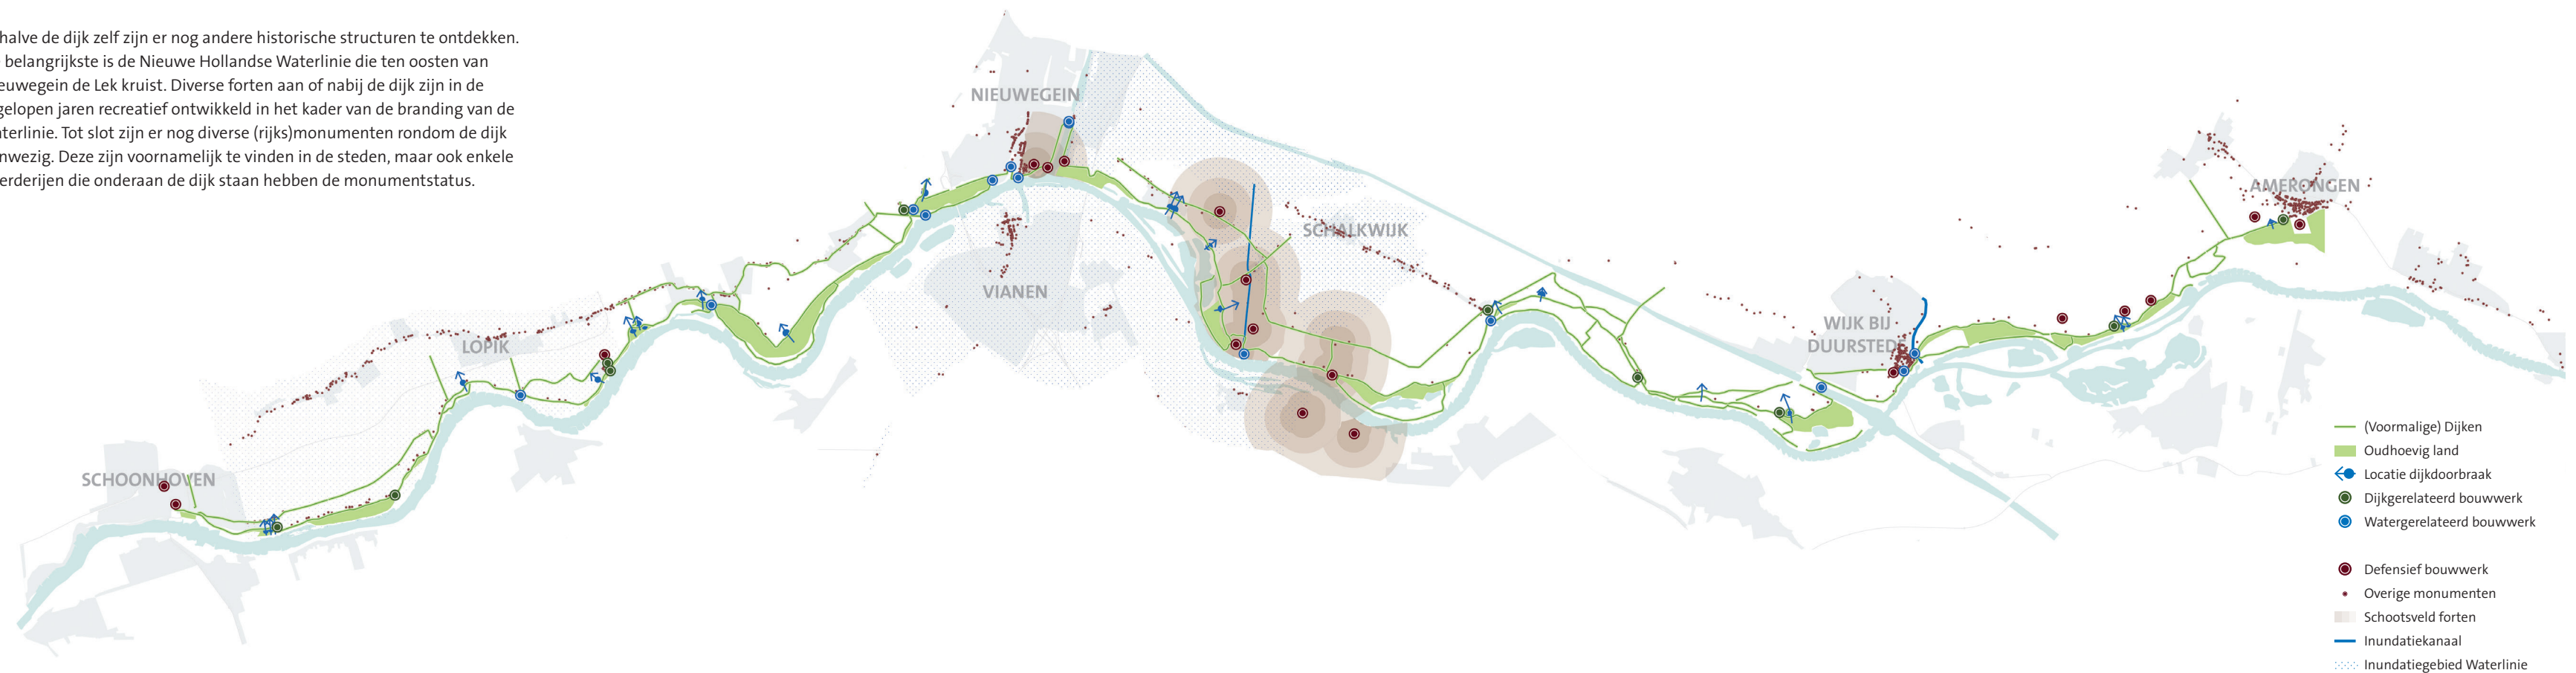 halve de dijk zelf zijn er nog andere historische structuren te ontdekken.
belangrijkste is de Nieuwe Hollandse Waterlinie die ten oosten van
euwegein de Lek kruist. Diverse forten aan of nabij de dijk zijn in de
gelopen jaren recreatief ontwikkeld in het kader van de branding van de
aterlinie. Tot slot zijn er nog diverse (rijks)monumenten rondom de dijk
nwezig. Deze zijn voornamelijk te vinden in de steden, maar ook enkele
erderijen die onderaan de dijk staan hebben de monumentstatus.
NIEUWEGEIN
AMERONGEN
SCHALKWIJK
VIANEN
WIJK BIJ
DUURSTEDE
LOPIK
SCHOONHOVEN
(Voormalige) Dijken
Oudhoevig land
Locatie dijkdoorbraak
Dijkgerelateerd bouwwerk
Watergerelateerd bouwwerk
Defensief bouwwerk
Overige monumenten
Schootsveld forten
Inundatiekanaal
Inundatiegebied Waterlinie